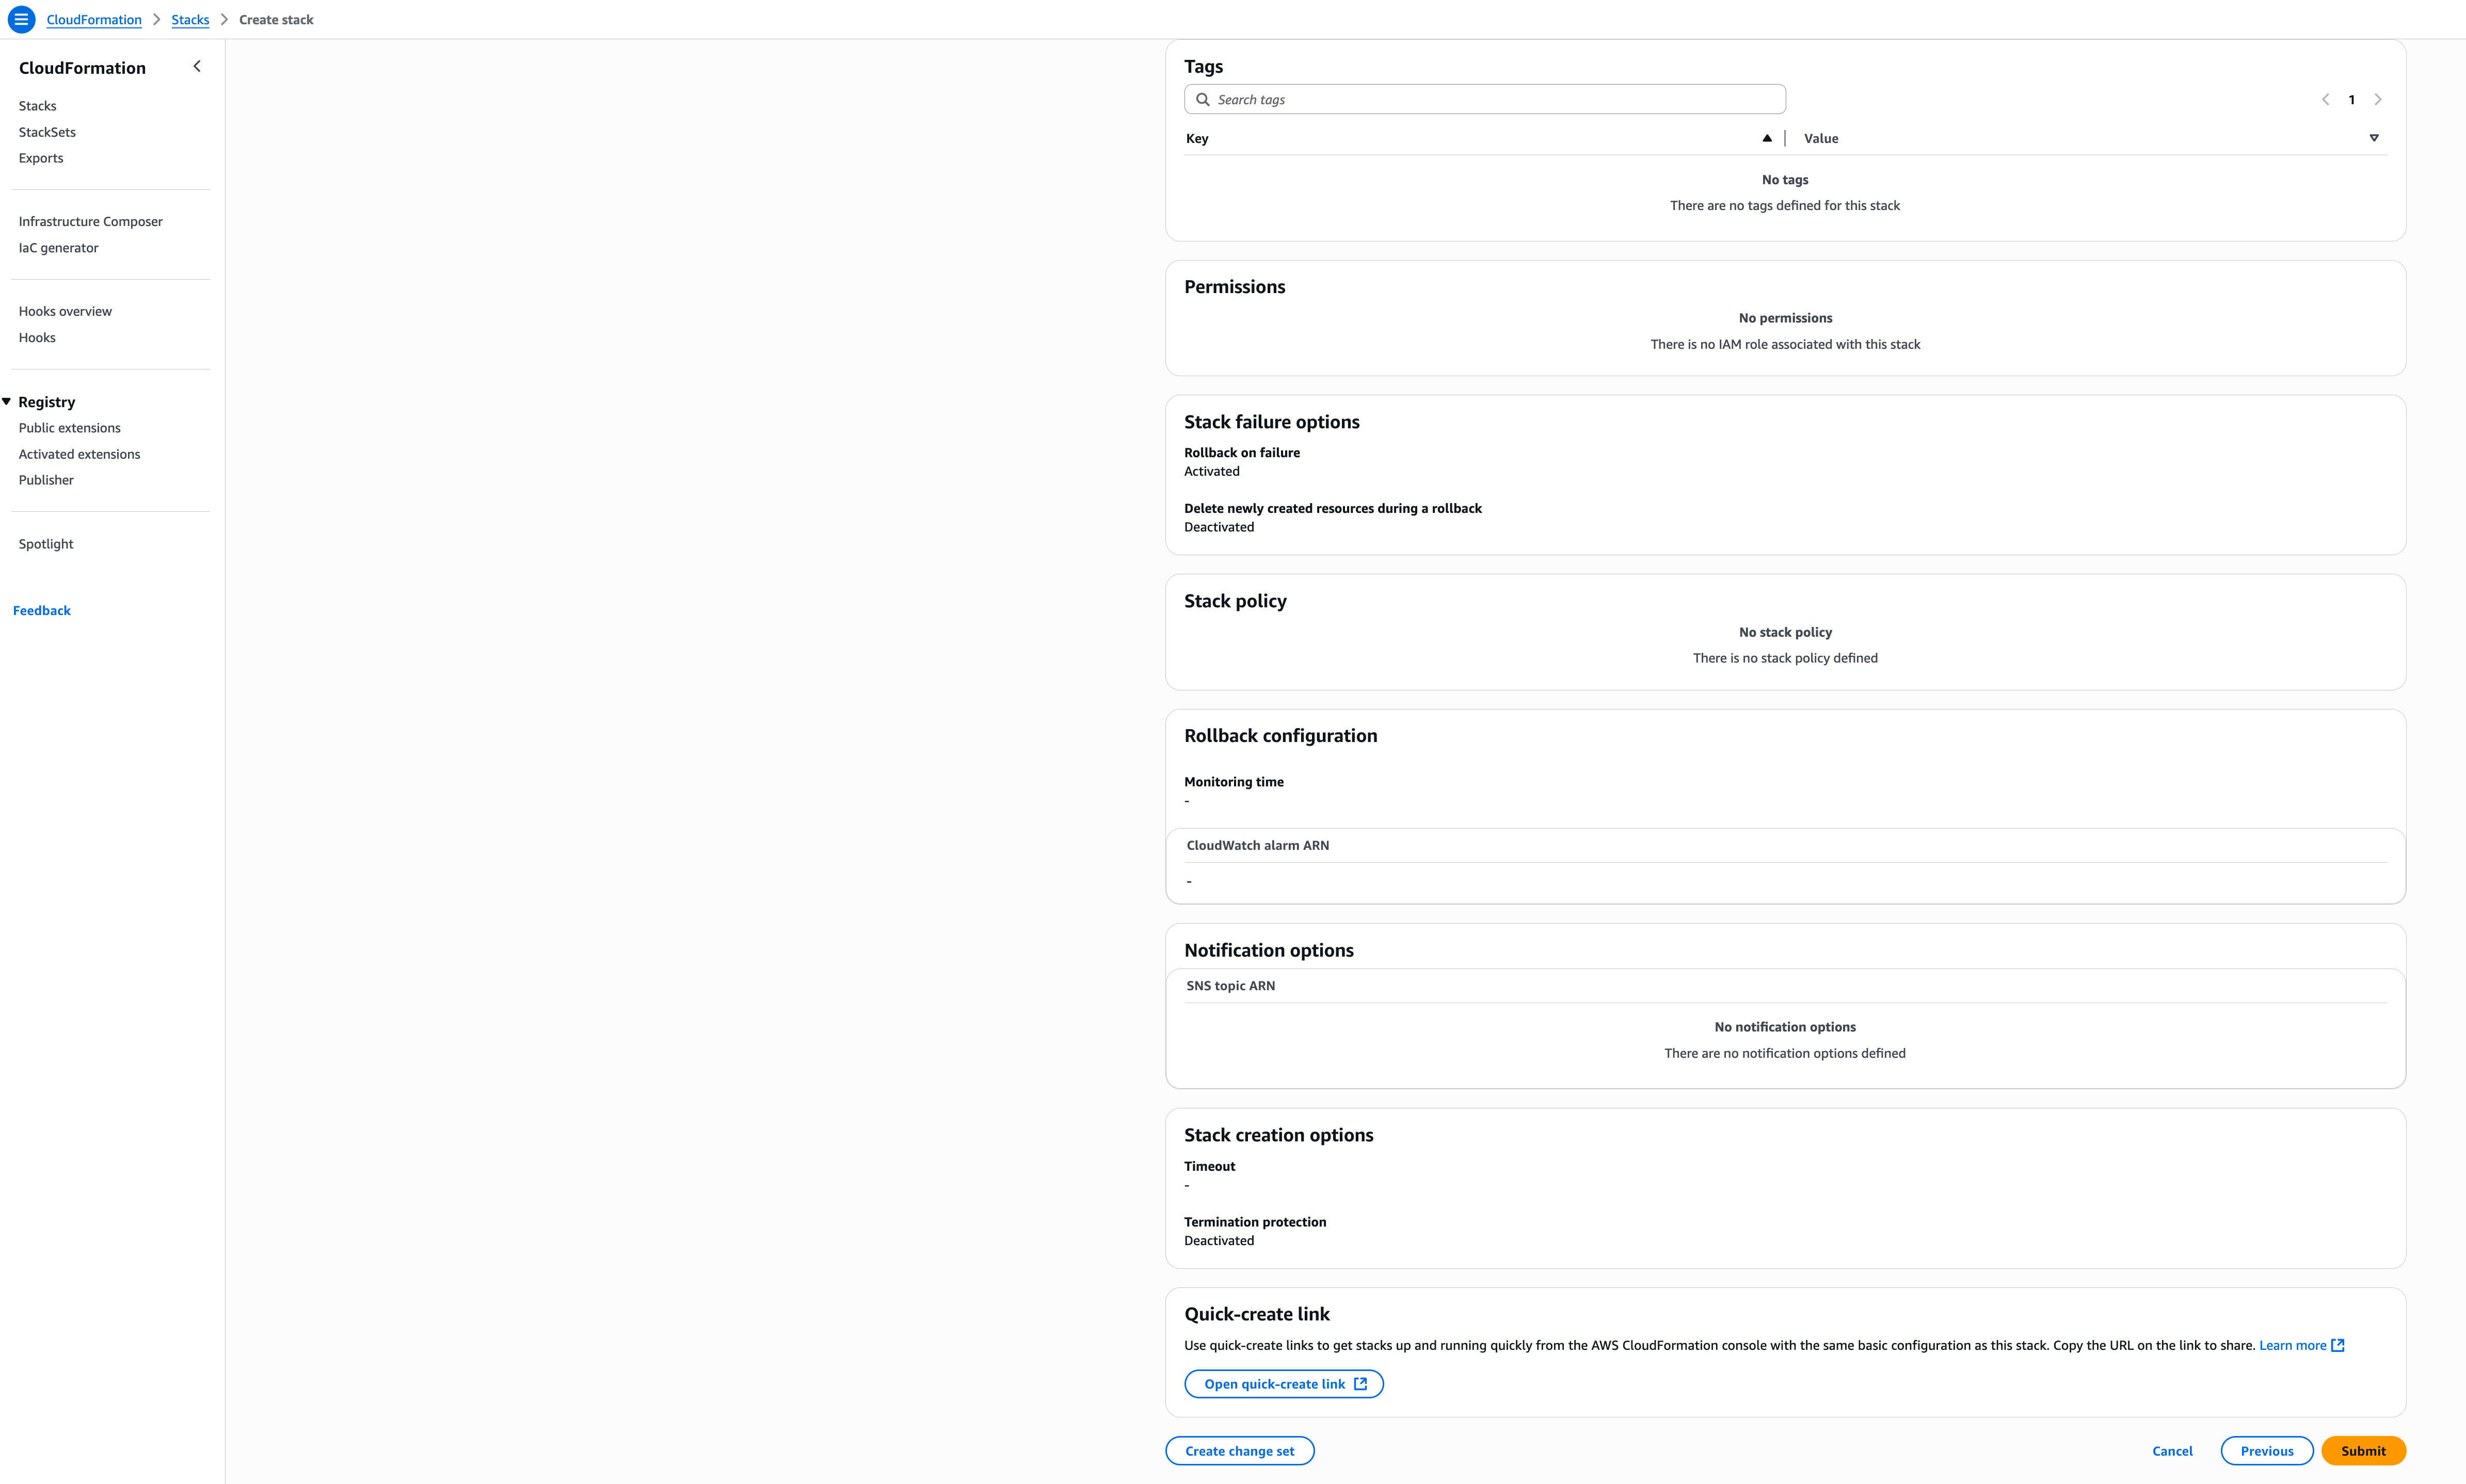 CloudFormation
Stacks
Create stack
CloudFormation
Stacks
StackSets
Exports
Infrastructure Composer
IaC generator
Hooks overview
Hooks
Registry
Public extensions
Activated extensions
Publisher
Spotlight
Feedback
Tags
Search tags
1
Key
Value
No tags
There are no tags defined for this stack
Permissions
No permissions
There is no IAM role associated with this stack
Stack failure options
Rollback on failure
Activated
Delete newly created resources during a rollback
Deactivated
Stack policy
No stack policy
There is no stack policy defined
Rollback configuration
Monitoring time
-
CloudWatch alarm ARN
-
Notification options
SNS topic ARN
No notification options
There are no notification options defined
Stack creation options
Timeout
-
Termination protection
Deactivated
Quick-create link
Use quick-create links to get stacks up and running quickly from the AWS CloudFormation console with the same basic configuration as this stack. Copy the URL on the link to share. Learn more
Open quick-create link
Create change set
Cancel
Previous
Submit